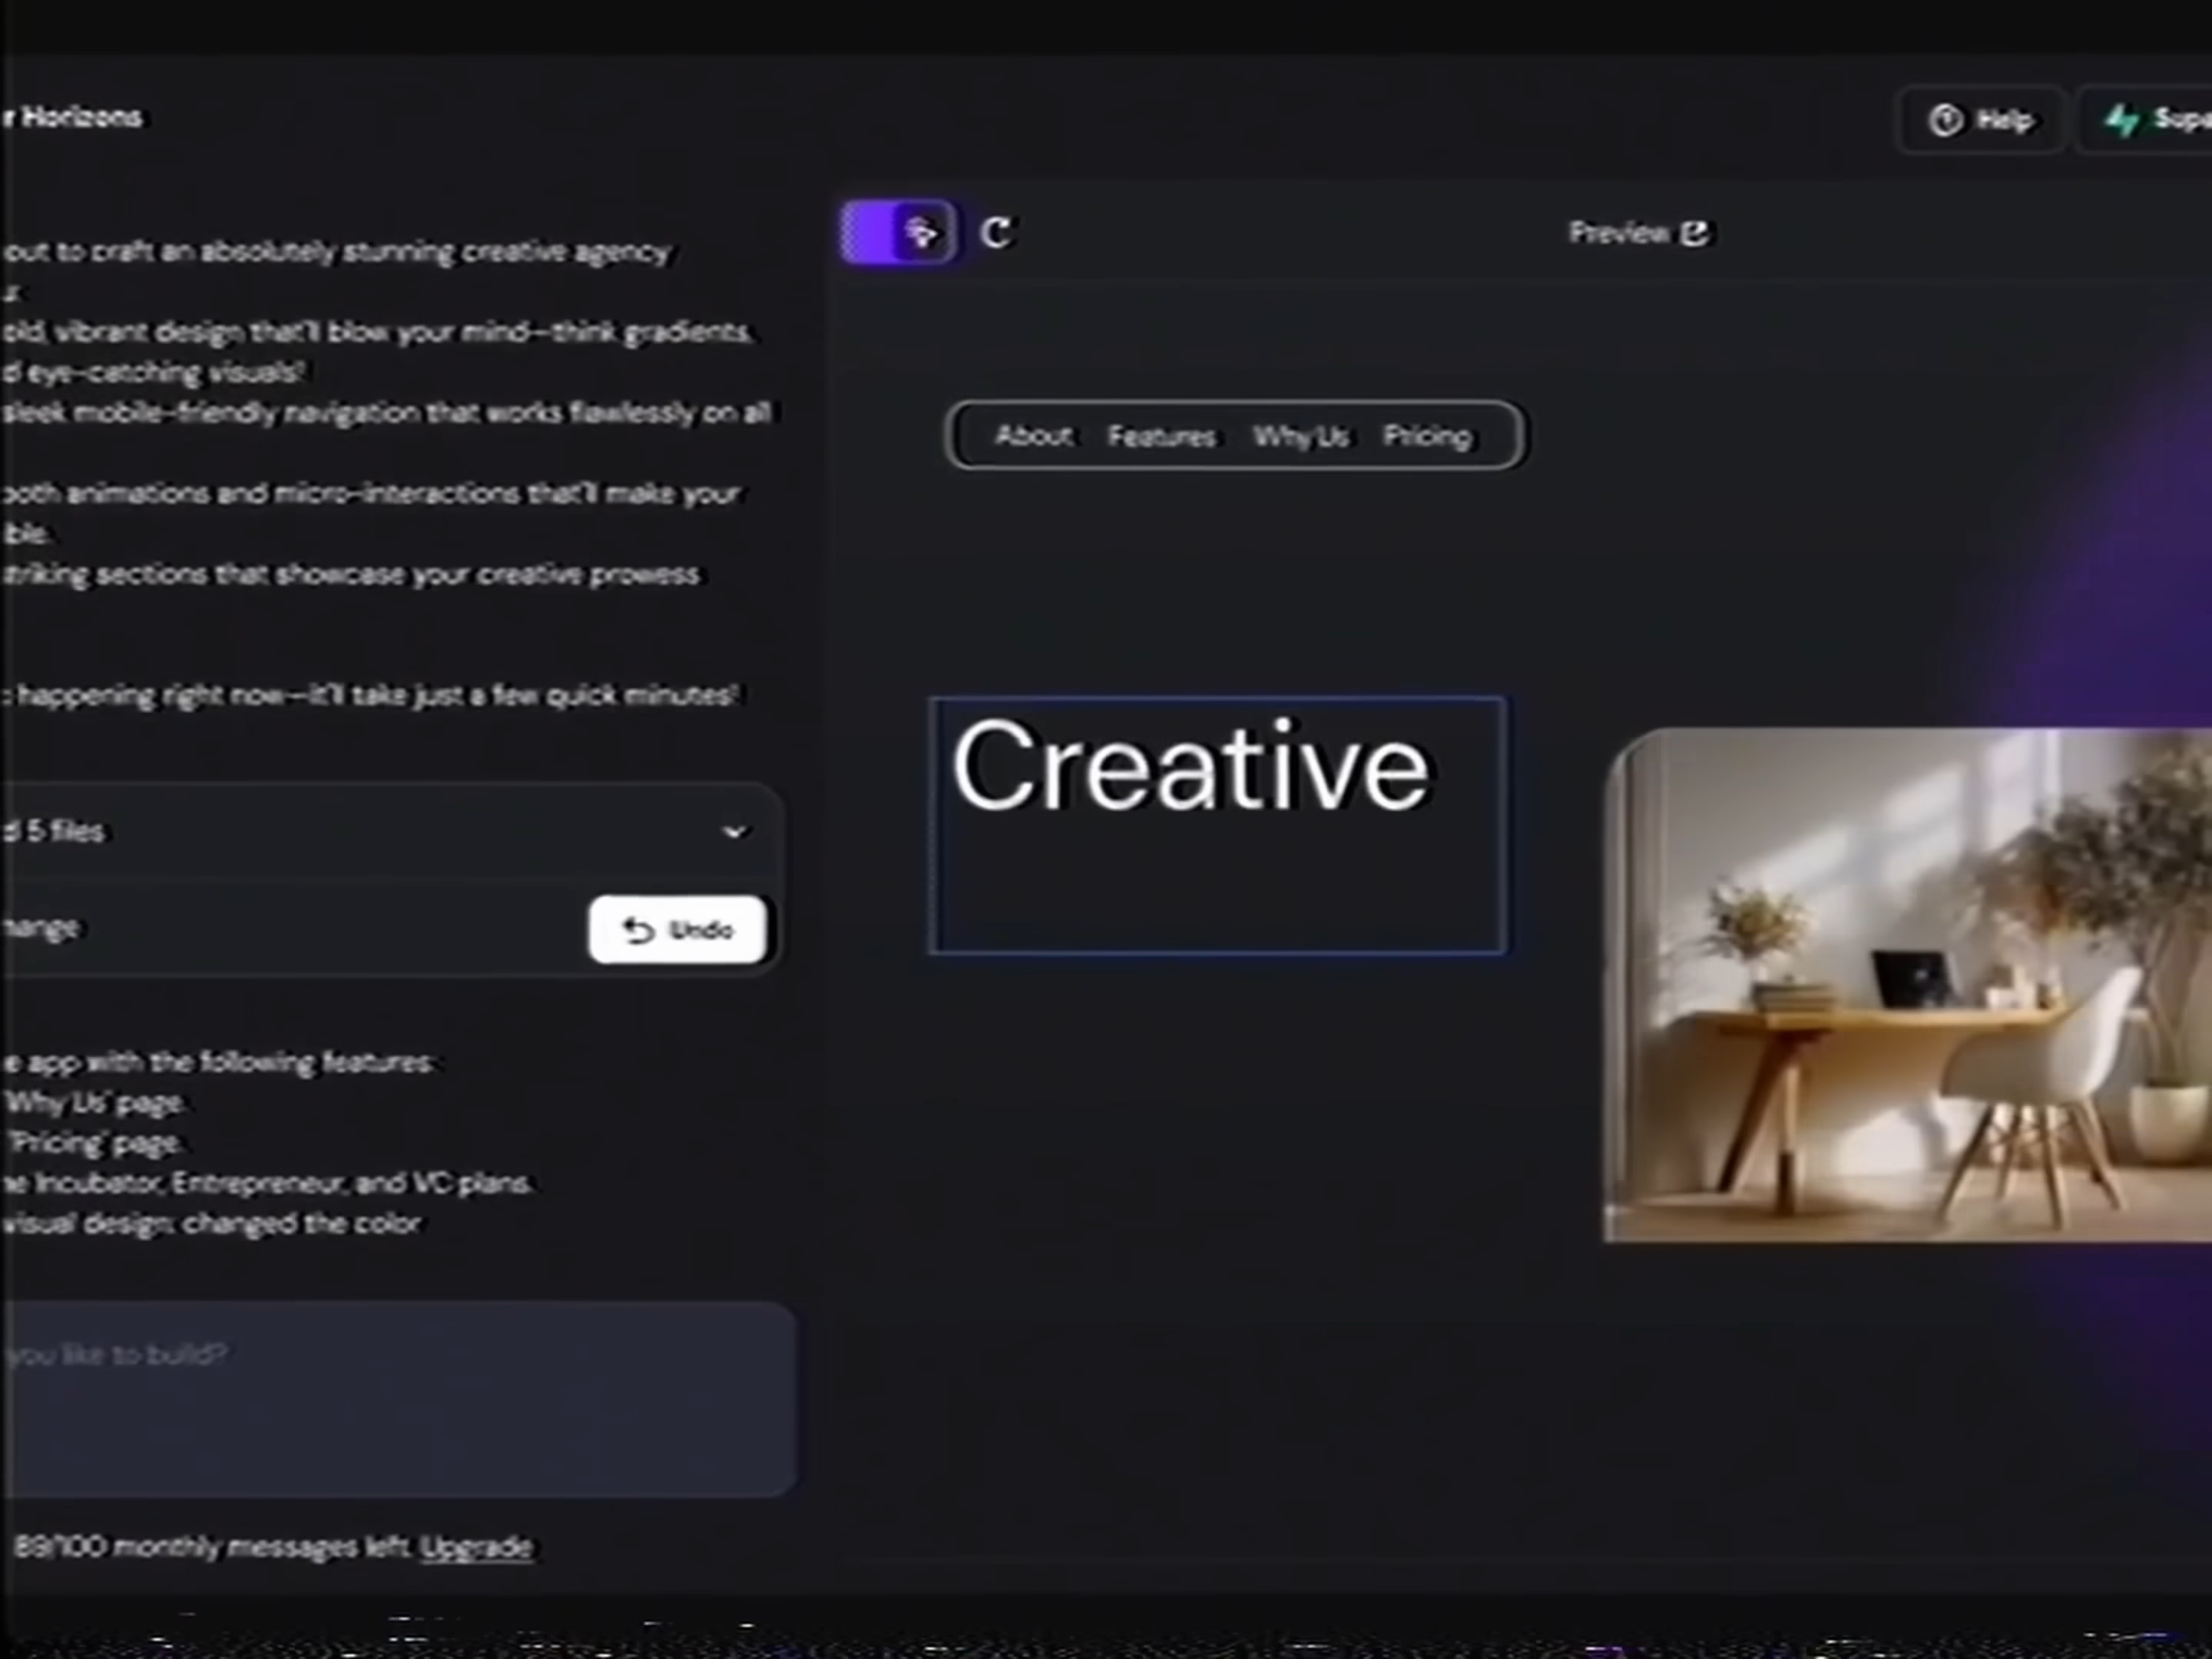 r Horizons
Help
Supa
out to craft an absolutely stunning creative agency
r
old, vibrant design that'll blow your mind—think gradients,
d eye-catching visuals!
sleek mobile-friendly navigation that works flawlessly on all
ooth animations and micro-interactions that'll make your
ble.
triking sections that showcase your creative prowess
happening right now—it'll take just a few quick minutes!
d 5 files
hange
Undo
e app with the following features:
'Why Us' page.
'Pricing' page.
he Incubator, Entrepreneur, and VC plans.
visual design: changed the color
you like to build?
89/100 monthly messages left. Upgrade
Preview
About Features Why Us Pricing
Creative